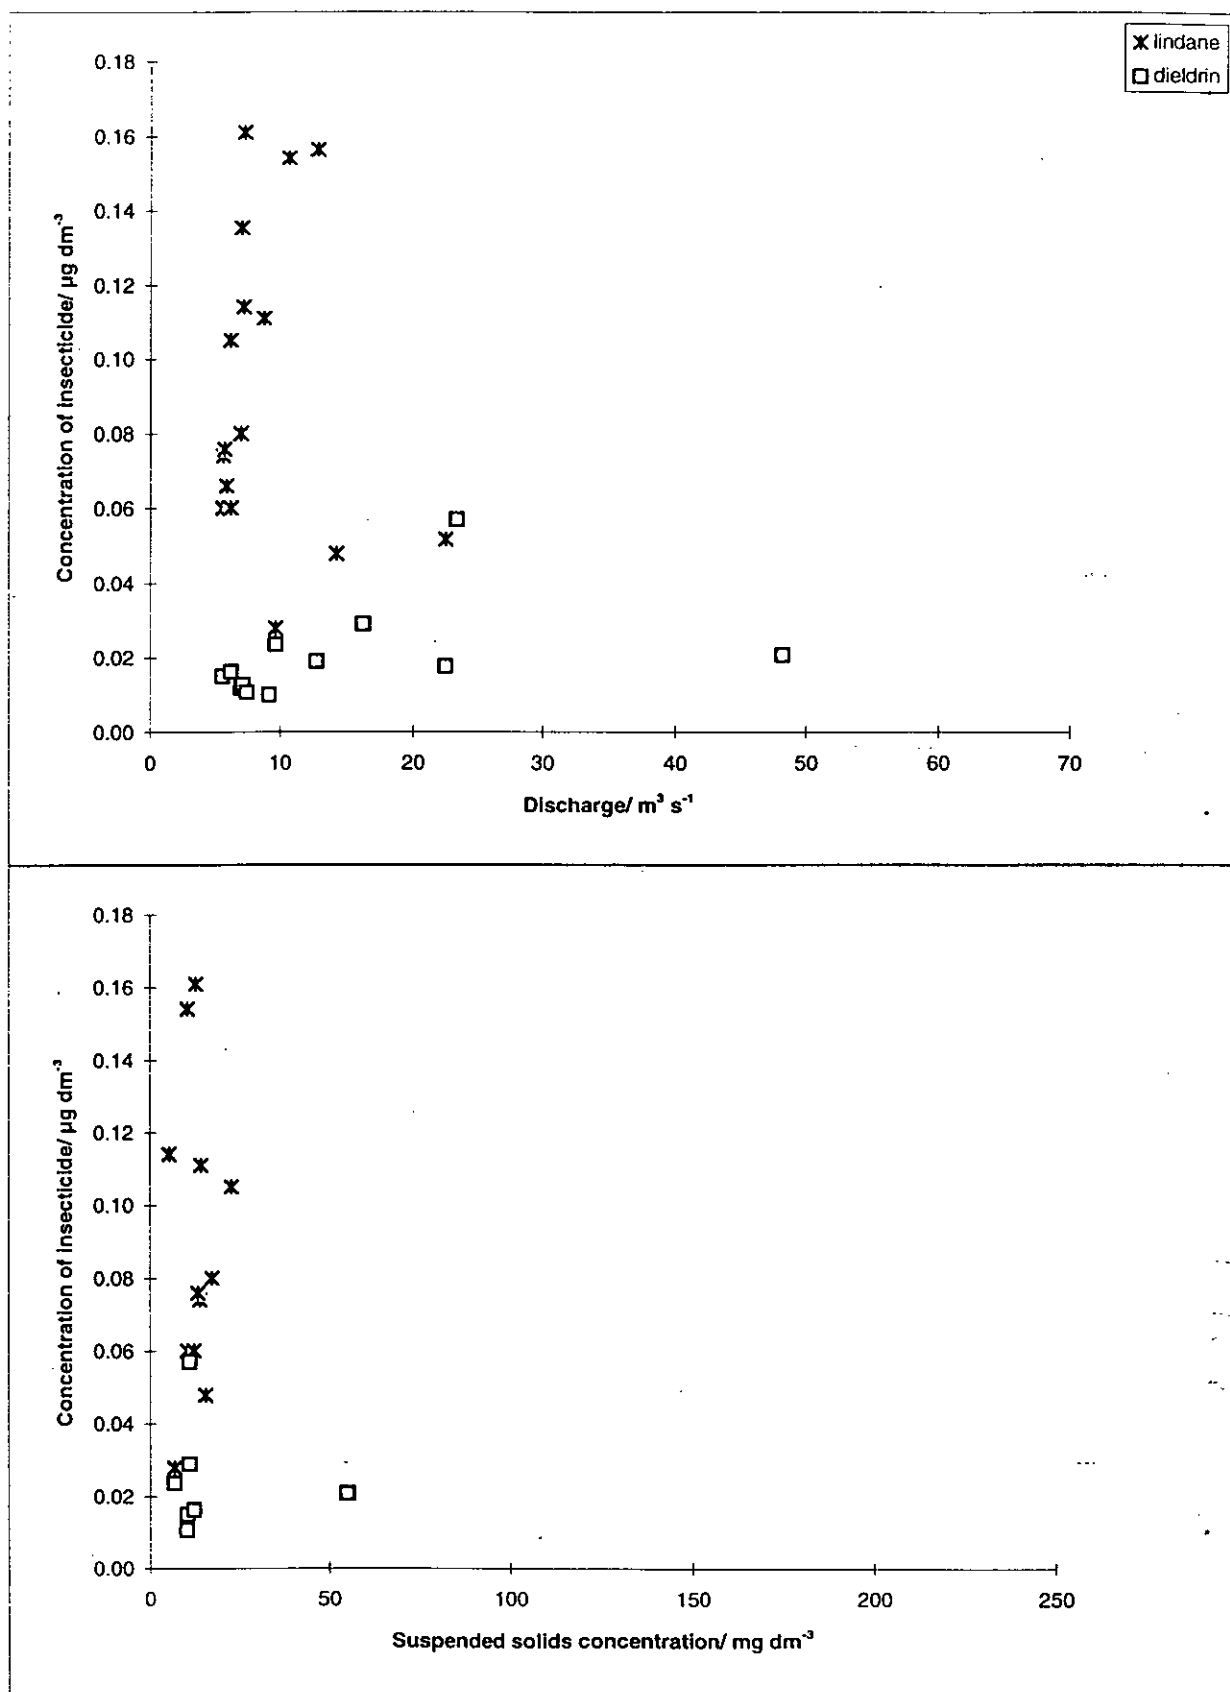 lindane
dieldrin
0.18
0.16
0.14
0.12
0.10
0.08
0.06
0.04
0.02
0.00
Concentration of insecticide/ µg dm⁻³
0 10 20 30 40 50 60 70
Discharge/ m³ s⁻¹
0.18
0.16
0.14
0.12
0.10
0.08
0.06
0.04
0.02
0.00
Concentration of insecticide/ µg dm⁻³
0 50 100 150 200 250
Suspended solids concentration/ mg dm⁻³